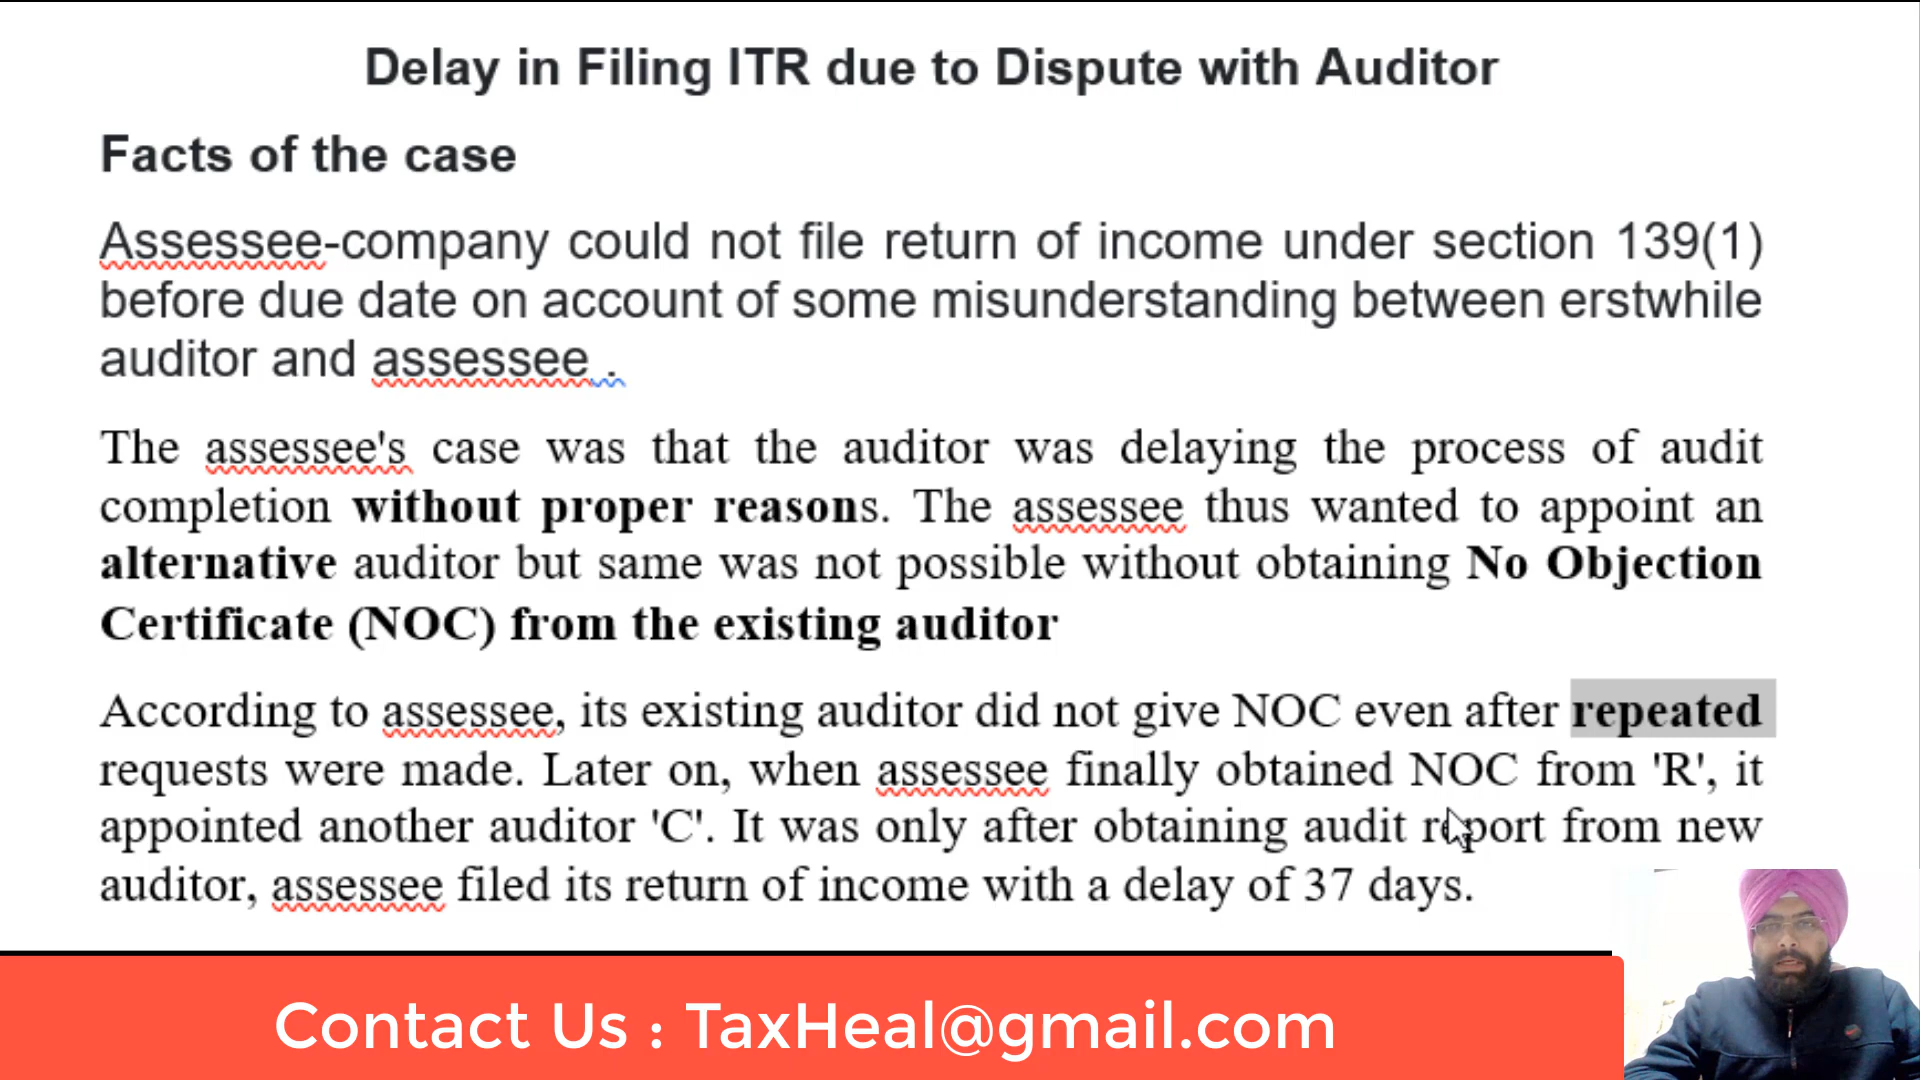 Delay in Filing ITR due to Dispute with Auditor
Facts of the case
Assessee-company could not file return of income under section 139(1)
before due date on account of some misunderstanding between erstwhile
auditor and assessee .
The assessee's case was that the auditor was delaying the process of audit
completion without proper reasons. The assessee thus wanted to appoint an
alternative auditor but same was not possible without obtaining No Objection
Certificate (NOC) from the existing auditor
According to assessee, its existing auditor did not give NOC even after repeated
requests were made. Later on, when assessee finally obtained NOC from 'R', it
appointed another auditor 'C'. It was only after obtaining audit report from new
auditor, assessee filed its return of income with a delay of 37 days.
Contact Us : TaxHeal@gmail.com